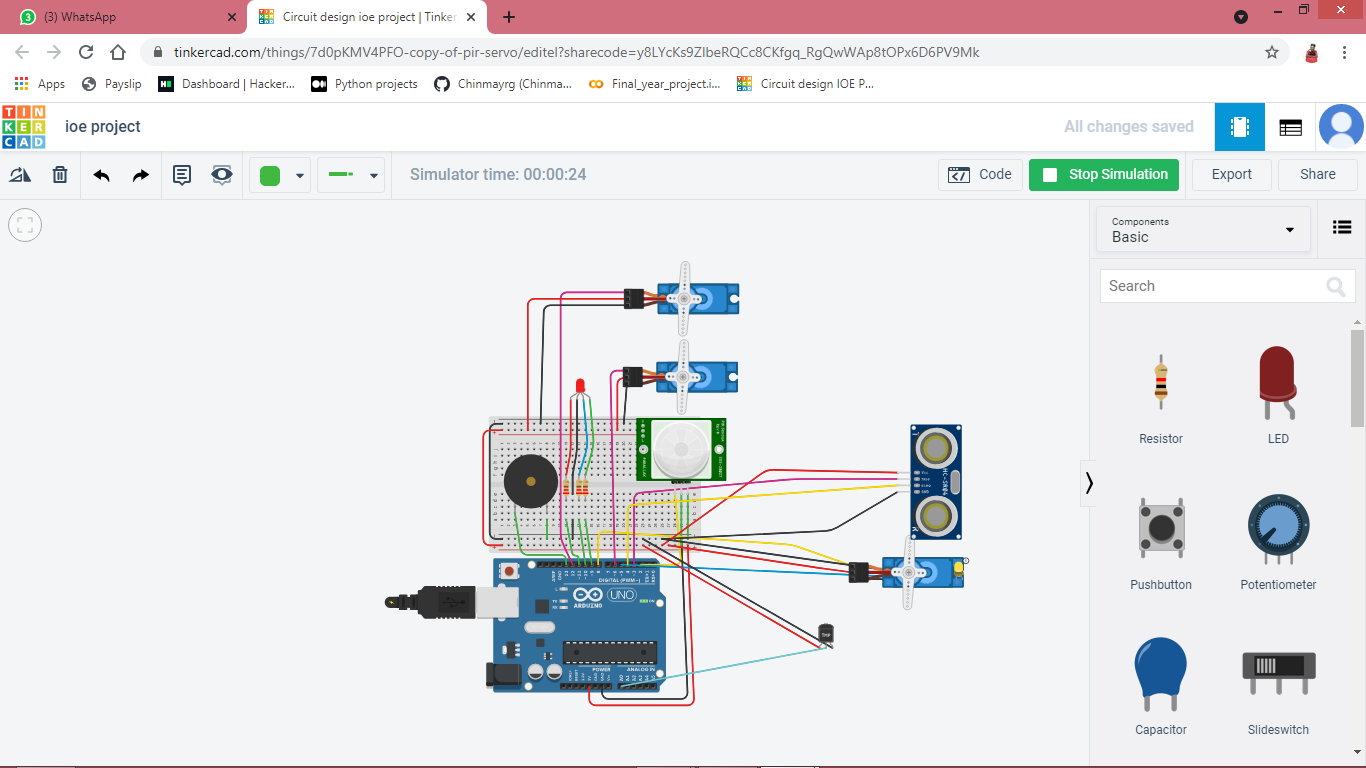 (3) WhatsApp
Circuit design ioe project | Tinker
tinkercad.com/things/7d0pKMV4PFO-copy-of-pir-servo/editel?sharecode=y8LYcKs9ZIbeRQCc8CKfgq_RgQwWAp8tOPx6D6PV9Mk
Apps Payslip Dashboard | Hacker... Python projects Chinmayrg (Chinma... Final_year_project.i... Circuit design IOE P...
TIN
KER
CAD
ioe project
All changes saved
Simulator time: 00:00:24
Code
Stop Simulation
Export
Share
Components
Basic
Search
Resistor
LED
Pushbutton
Potentiometer
Capacitor
Slideswitch
HC-SR04
DIGITAL (PWM~)
UNO
ARDUINO
POWER
ANALOG IN
TMP